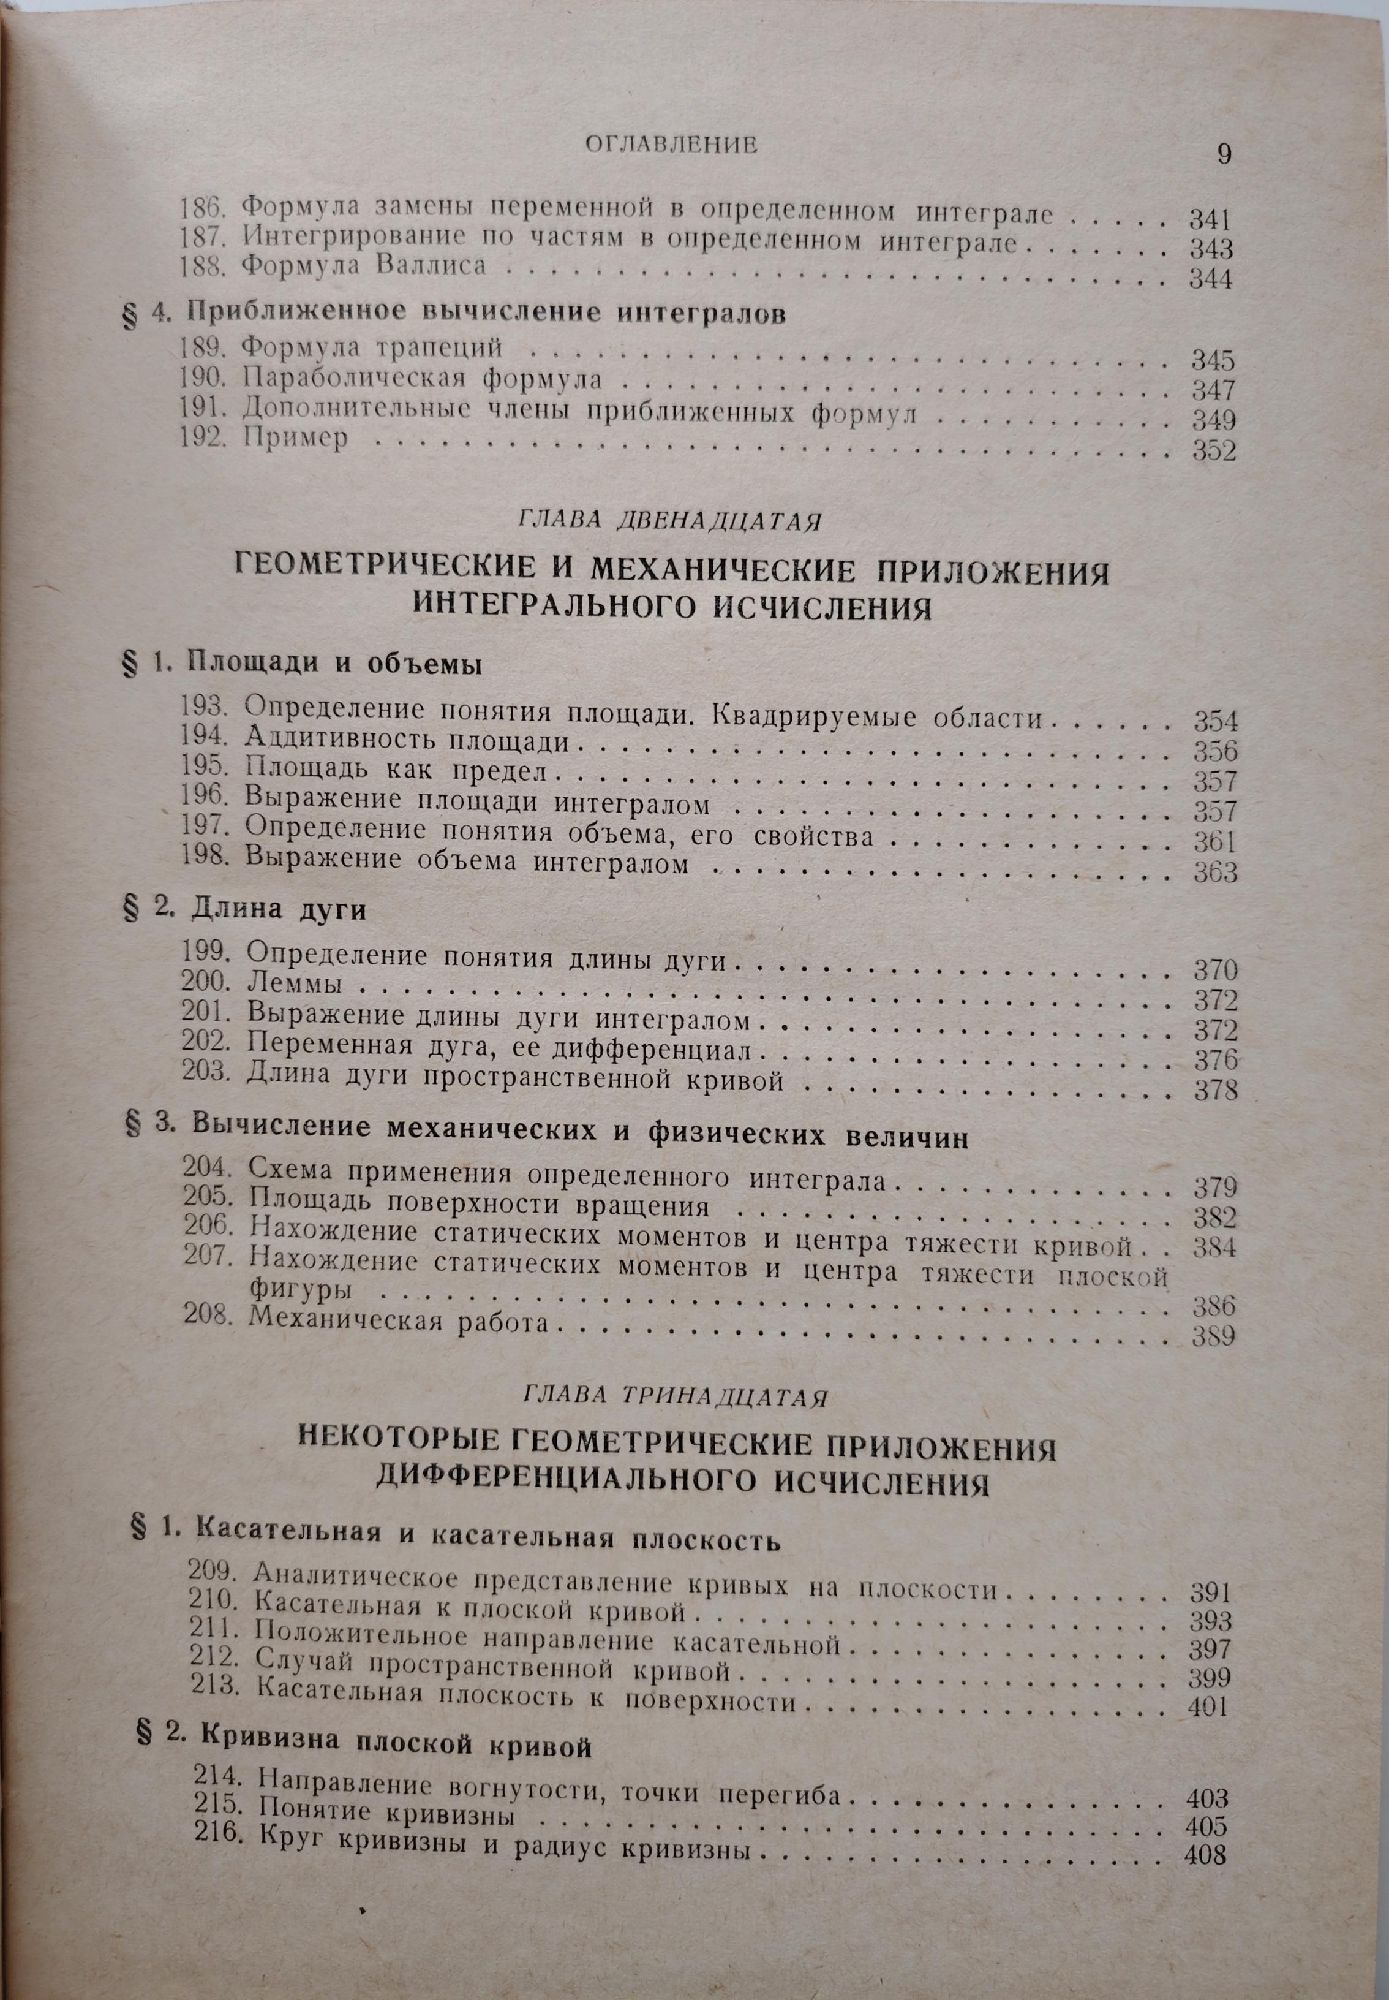 ОГЛАВЛЕНИЕ 9
186. Формула замены переменной в определенном интеграле . . . . . 341
187. Интегрирование по частям в определенном интеграле . . . . . . . 343
188. Формула Валлиса . . . . . . . . . . . . . . . . . . . . . . . 344
§ 4. Приближенное вычисление интегралов
189. Формула трапеций . . . . . . . . . . . . . . . . . . . . . . 345
190. Параболическая формула . . . . . . . . . . . . . . . . . . . 347
191. Дополнительные члены приближенных формул . . . . . . . . . . . 349
192. Пример . . . . . . . . . . . . . . . . . . . . . . . . . . . 352
ГЛАВА ДВЕНАДЦАТАЯ
ГЕОМЕТРИЧЕСКИЕ И МЕХАНИЧЕСКИЕ ПРИЛОЖЕНИЯ
ИНТЕГРАЛЬНОГО ИСЧИСЛЕНИЯ
§ 1. Площади и объемы
193. Определение понятия площади. Квадрируемые области . . . . . . 354
194. Аддитивность площади . . . . . . . . . . . . . . . . . . . . 356
195. Площадь как предел . . . . . . . . . . . . . . . . . . . . . 357
196. Выражение площади интегралом . . . . . . . . . . . . . . . . 357
197. Определение понятия объема, его свойства . . . . . . . . . . . 361
198. Выражение объема интегралом . . . . . . . . . . . . . . . . . 363
§ 2. Длина дуги
199. Определение понятия длины дуги . . . . . . . . . . . . . . . 370
200. Леммы . . . . . . . . . . . . . . . . . . . . . . . . . . . 372
201. Выражение длины дуги интегралом . . . . . . . . . . . . . . . 372
202. Переменная дуга, ее дифференциал . . . . . . . . . . . . . . 376
203. Длина дуги пространственной кривой . . . . . . . . . . . . . 378
§ 3. Вычисление механических и физических величин
204. Схема применения определенного интеграла . . . . . . . . . . . 379
205. Площадь поверхности вращения . . . . . . . . . . . . . . . . 382
206. Нахождение статических моментов и центра тяжести кривой . . 384
207. Нахождение статических моментов и центра тяжести плоской
фигуры . . . . . . . . . . . . . . . . . . . . . . . . . . . 386
208. Механическая работа . . . . . . . . . . . . . . . . . . . . . 389
ГЛАВА ТРИНАДЦАТАЯ
НЕКОТОРЫЕ ГЕОМЕТРИЧЕСКИЕ ПРИЛОЖЕНИЯ
ДИФФЕРЕНЦИАЛЬНОГО ИСЧИСЛЕНИЯ
§ 1. Касательная и касательная плоскость
209. Аналитическое представление кривых на плоскости . . . . . . . 391
210. Касательная к плоской кривой . . . . . . . . . . . . . . . . 393
211. Положительное направление касательной . . . . . . . . . . . . 397
212. Случай пространственной кривой . . . . . . . . . . . . . . . 399
213. Касательная плоскость к поверхности . . . . . . . . . . . . . 401
§ 2. Кривизна плоской кривой
214. Направление вогнутости, точки перегиба . . . . . . . . . . . . 403
215. Понятие кривизны . . . . . . . . . . . . . . . . . . . . . . 405
216. Круг кривизны и радиус кривизны . . . . . . . . . . . . . . . 408